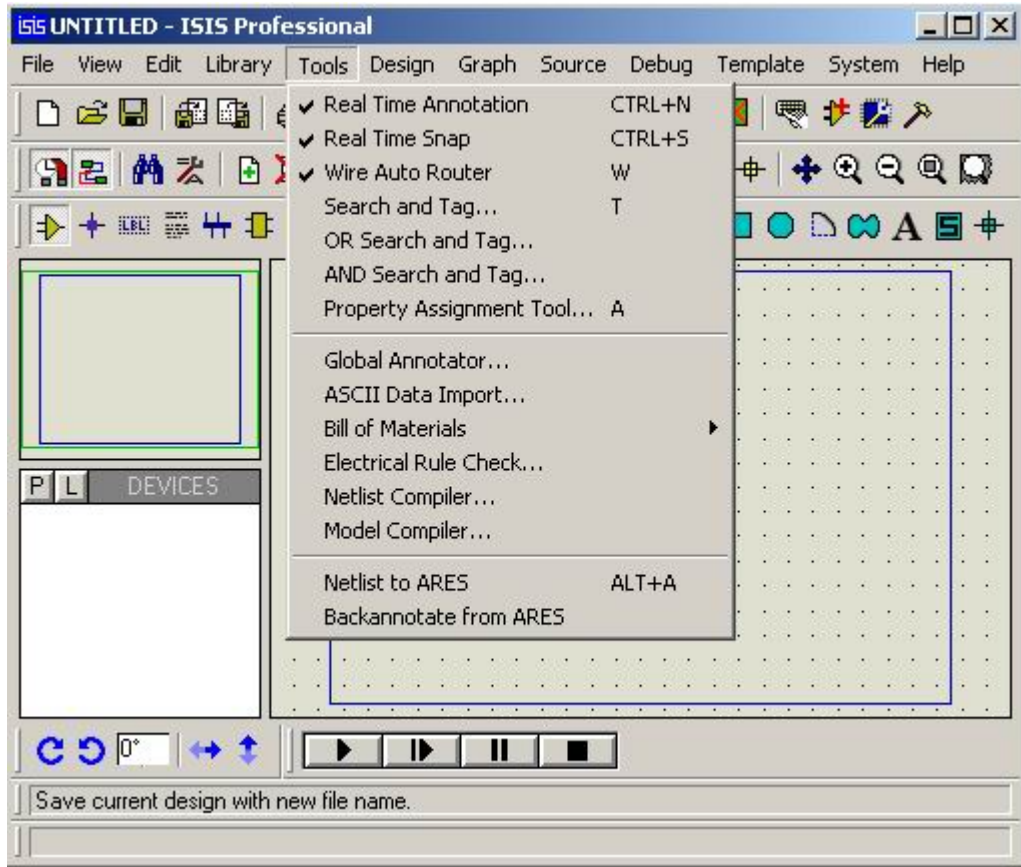 isis UNTITLED - ISIS Professional
File View Edit Library Tools Design Graph Source Debug Template System Help
Real Time Annotation CTRL+N
Real Time Snap CTRL+S
Wire Auto Router W
Search and Tag... T
OR Search and Tag...
AND Search and Tag...
Property Assignment Tool... A
Global Annotator...
ASCII Data Import...
Bill of Materials
Electrical Rule Check...
Netlist Compiler...
Model Compiler...
Netlist to ARES ALT+A
Backannotate from ARES
LBL
A S
P L DEVICES
0°
Save current design with new file name.